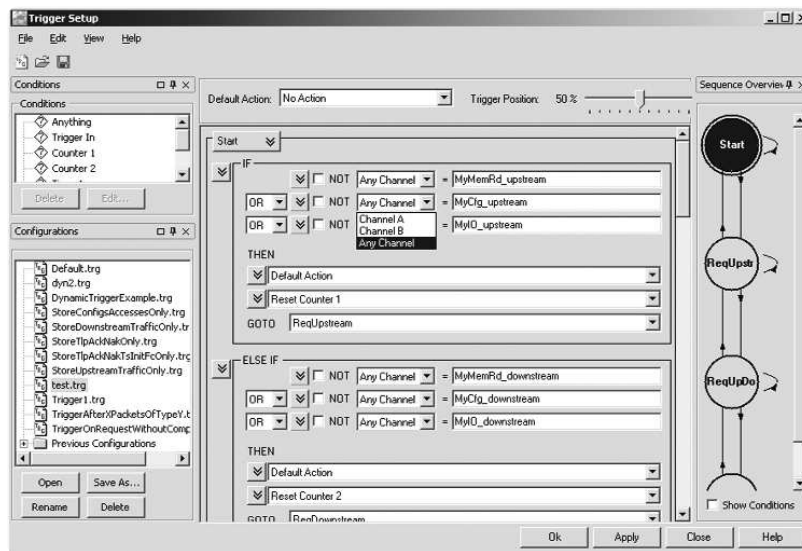 Trigger Setup
File Edit View Help
Conditions
Conditions
Anything
Trigger In
Counter 1
Counter 2
Delete Edit...
Configurations
Default.trg
dyn2.trg
DynamicTriggerExample.trg
StoreConfigsAccessesOnly.trg
StoreDownstreamTrafficOnly.tr
StoreTlpAckNakOnly.trg
StoreTlpAckNakTsInitFcOnly.trg
StoreUpstreamTrafficOnly.trg
test.trg
Trigger1.trg
TriggerAfterXPacketsOfTypeY.t
TriggerOnRequestWithoutComp
Previous Configurations
Open Save As...
Rename Delete
Default Action: No Action Trigger Position: 50 %
Start
IF
NOT Any Channel = MyMemRd_upstream
OR NOT Any Channel = MyCfg_upstream
OR NOT = MyIO_upstream
Channel A
Channel B
Any Channel
THEN
Default Action
Reset Counter 1
GOTO ReqUpstream
ELSE IF
NOT Any Channel = MyMemRd_downstream
OR NOT Any Channel = MyCfg_downstream
OR NOT Any Channel = MyIO_downstream
THEN
Default Action
Reset Counter 2
GOTO ReqDownstream
Sequence Overview
Start
ReqUpstr
ReqUpDo
Show Conditions
Ok Apply Close Help